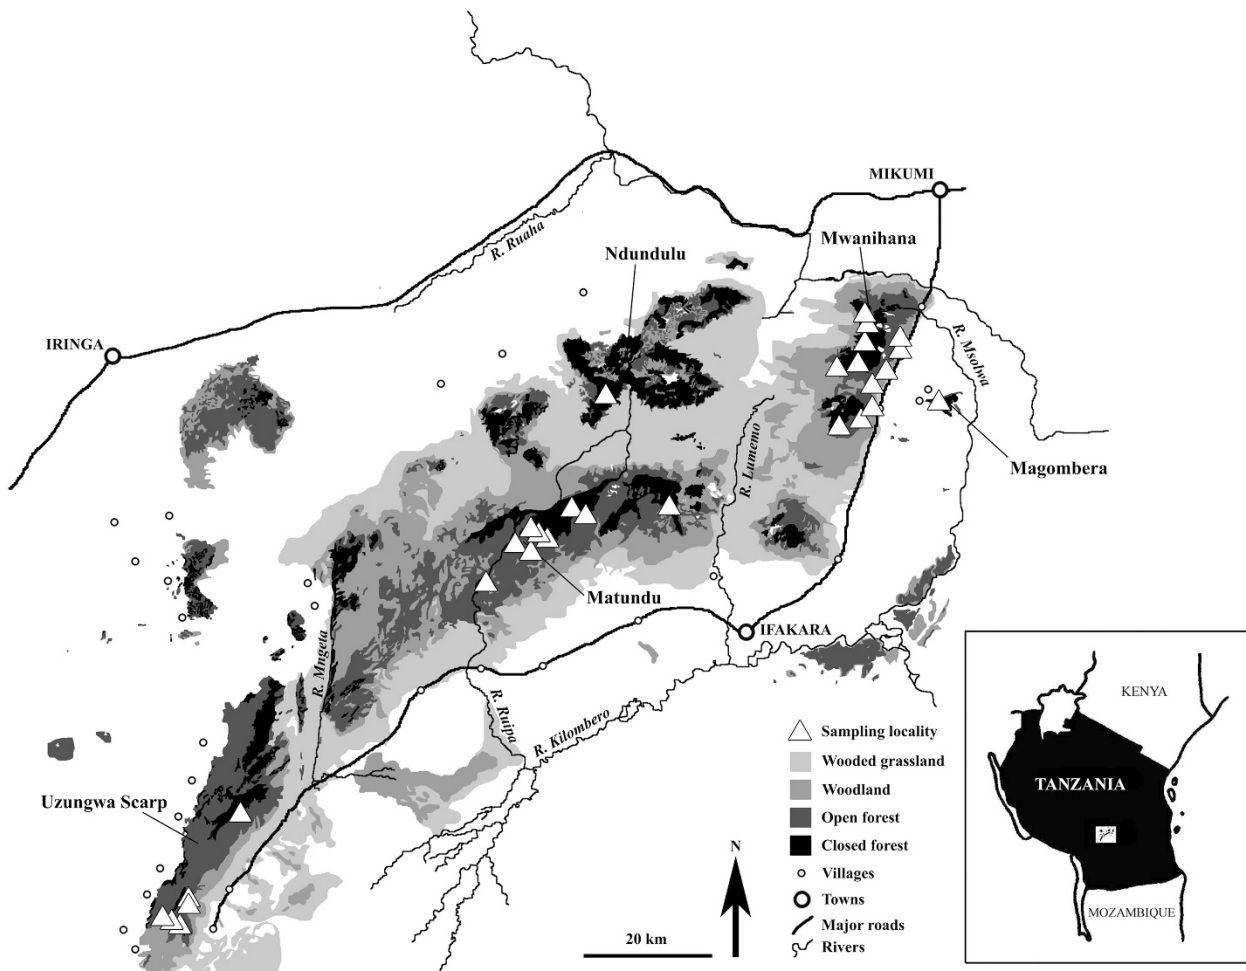 MIKUMI
Mwanihana
R. Ruaha
Ndundulu
R. Msolwa
IRINGA
Magombera
R. Lumemo
Matundu
IFAKARA
R. Mngeta
R. Ruipa
R. Kilombero
Uzungwa Scarp
Sampling locality
Wooded grassland
Woodland
Open forest
Closed forest
Villages
Towns
Major roads
Rivers
N
20 km
KENYA
TANZANIA
MOZAMBIQUE